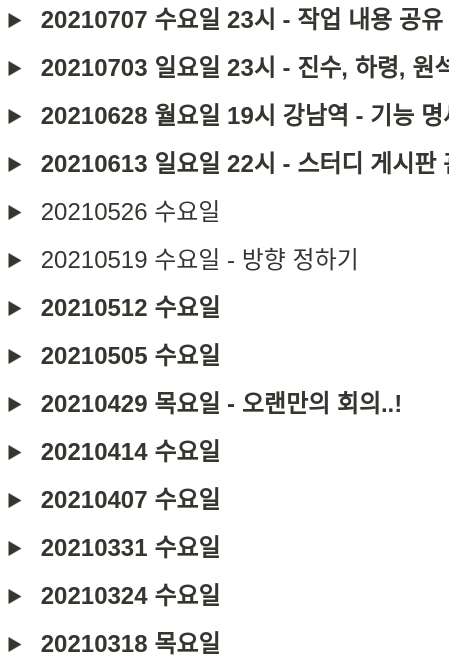 20210707 수요일 23시 - 작업 내용 공유
20210703 일요일 23시 - 진수, 하령, 원석
20210628 월요일 19시 강남역 - 기능 명세
20210613 일요일 22시 - 스터디 게시판
20210526 수요일
20210519 수요일 - 방향 정하기
20210512 수요일
20210505 수요일
20210429 목요일 - 오랜만의 회의..!
20210414 수요일
20210407 수요일
20210331 수요일
20210324 수요일
20210318 목요일